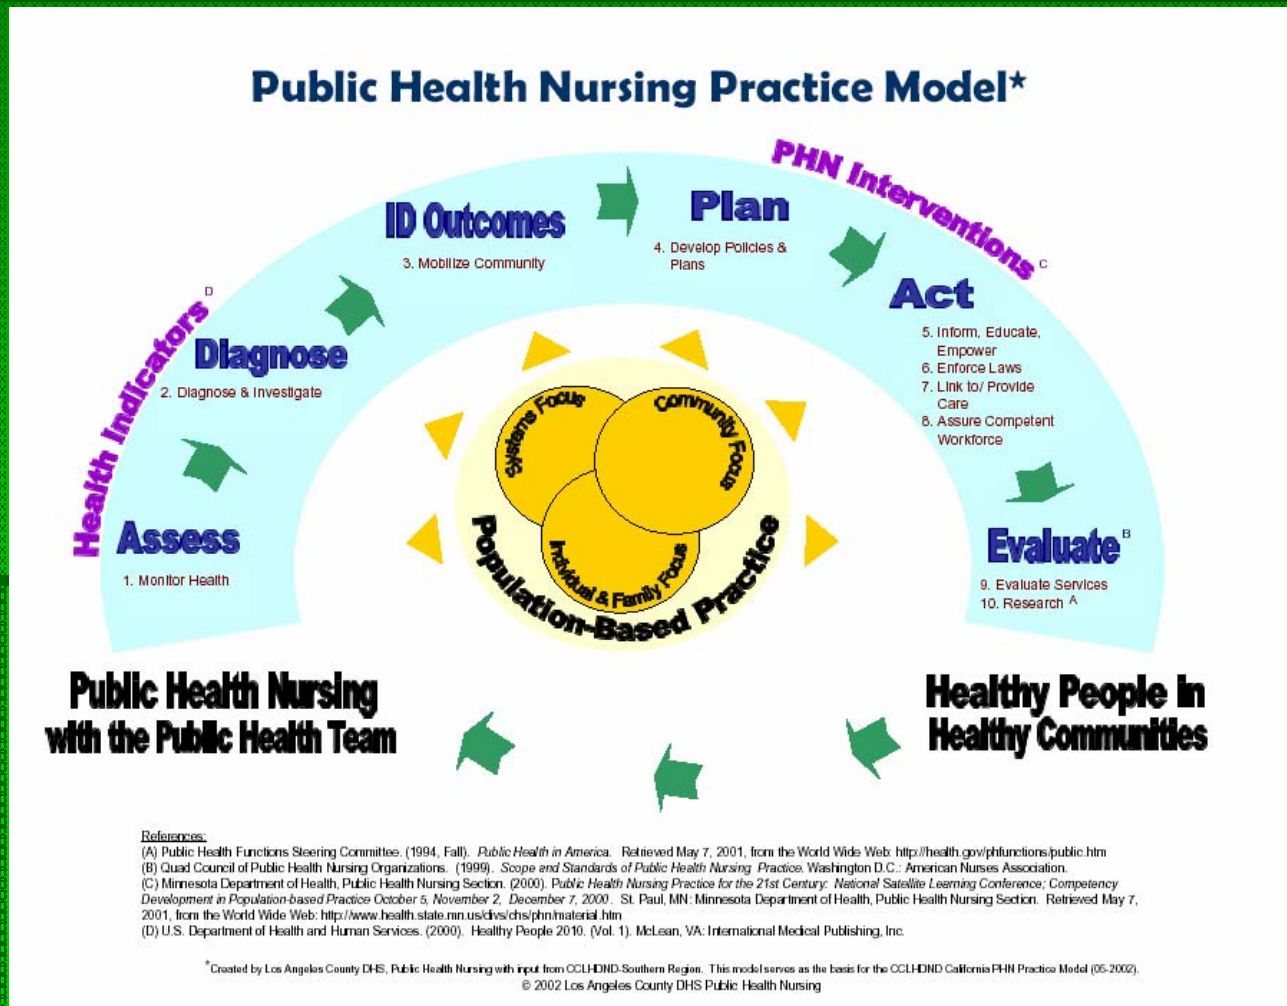 Public Health Nursing Practice Model*
PHN Interventions C
Health Indicators D
Assess
1. Monitor Health
Diagnose
2. Diagnose & Investigate
ID Outcomes
3. Mobilize Community
Plan
4. Develop Policies &
Plans
Act
5. Inform, Educate,
Empower
6. Enforce Laws
7. Link to/ Provide
Care
8. Assure Competent
Workforce
Evaluate B
9. Evaluate Services
10. Research A
Systems Focus
Community Focus
Individual & Family Focus
Population-Based Practice
Public Health Nursing
with the Public Health Team
Healthy People in
Healthy Communities
References:
(A) Public Health Functions Steering Committee. (1994, Fall). Public Health in America. Retrieved May 7, 2001, from the World Wide Web: http://health.gov/phfunctions/public.htm
(B) Quad Council of Public Health Nursing Organizations. (1999). Scope and Standards of Public Health Nursing Practice. Washington D.C.: American Nurses Association.
(C) Minnesota Department of Health, Public Health Nursing Section. (2000). Public Health Nursing Practice for the 21st Century: National Satellite Learning Conference; Competency
Development in Population-based Practice October 5, November 2, December 7, 2000. St. Paul, MN: Minnesota Department of Health, Public Health Nursing Section. Retrieved May 7,
2001, from the World Wide Web: http://www.health.state.mn.us/divs/chs/phn/material.htm
(D) U.S. Department of Health and Human Services. (2000). Healthy People 2010. (Vol. 1). McLean, VA: International Medical Publishing, Inc.
*Created by Los Angeles County DHS, Public Health Nursing with input from CCLHDND-Southern Region. This model serves as the basis for the CCLHDND California PHN Practice Model (05-2002).
© 2002 Los Angeles County DHS Public Health Nursing